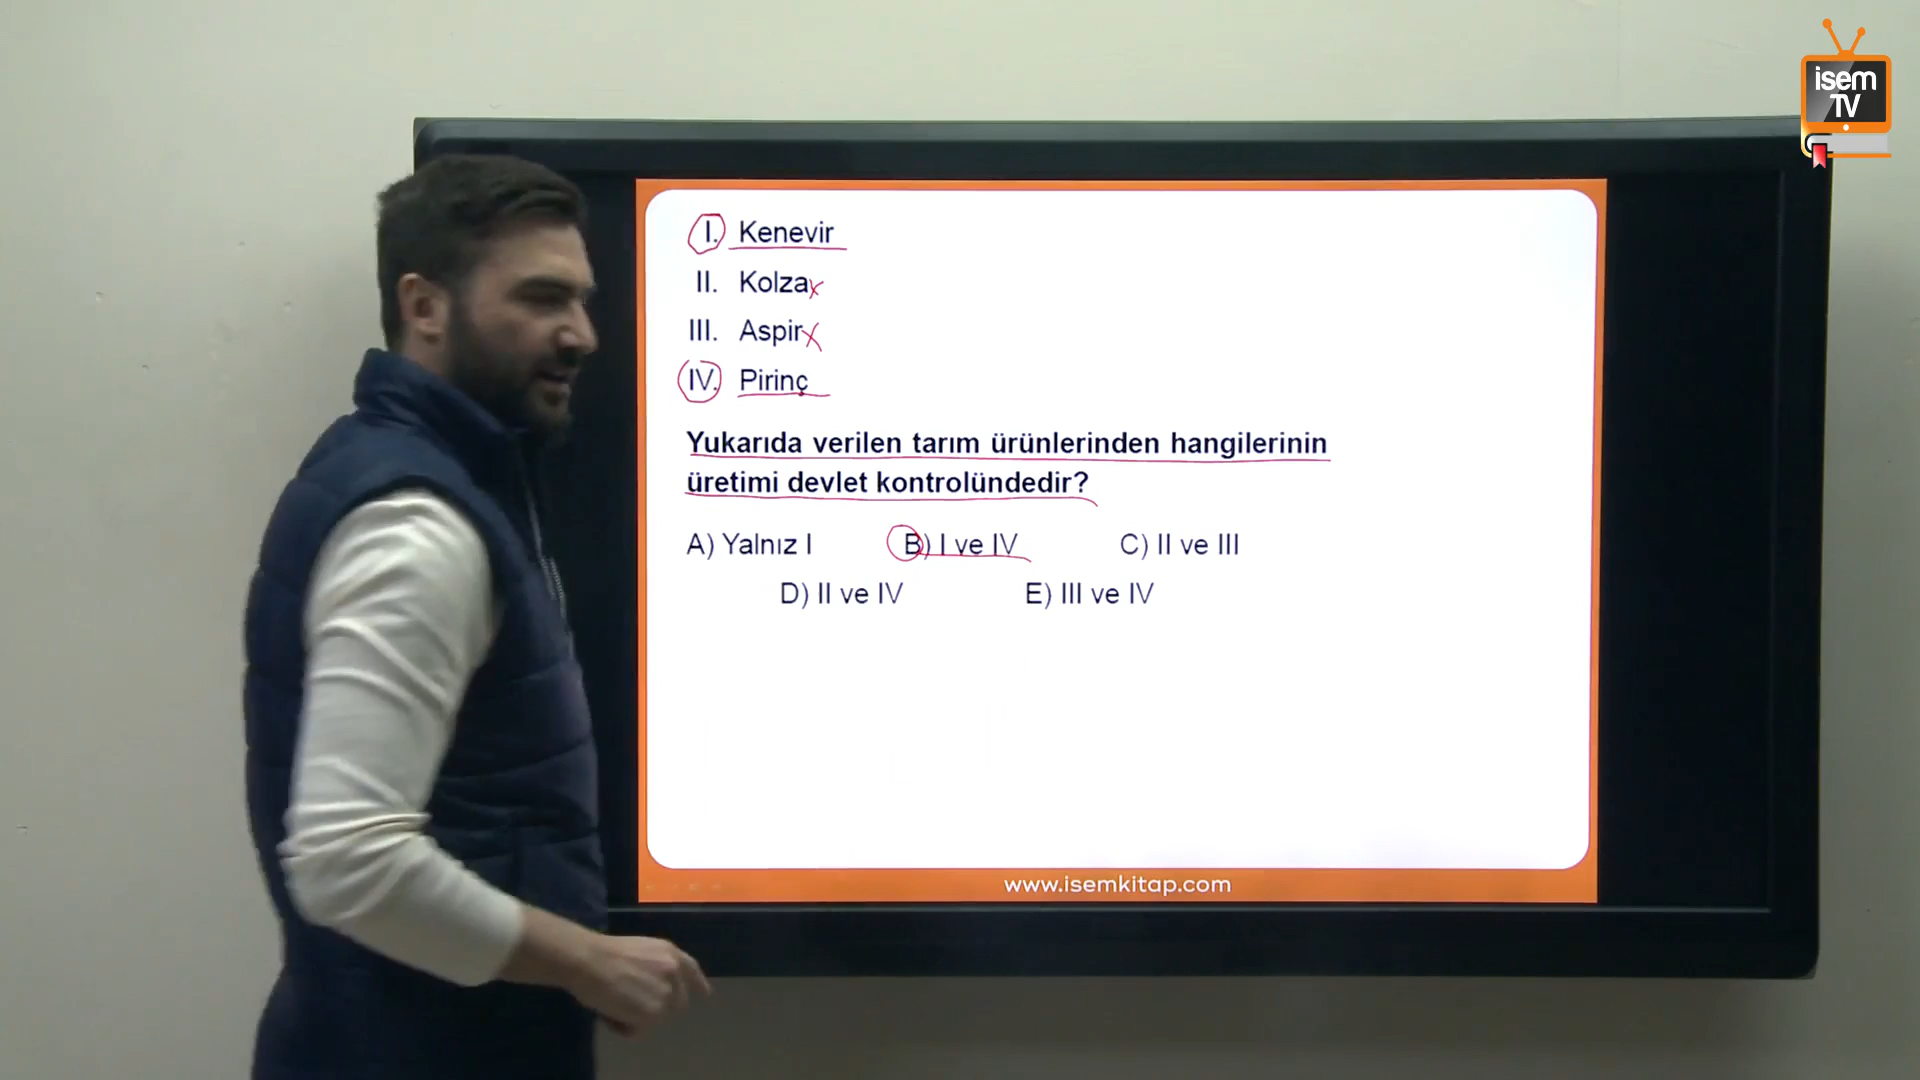 isem
TV
I. Kenevir
II. Kolza
III. Aspir
IV. Pirinç
Yukarıda verilen tarım ürünlerinden hangilerinin
üretimi devlet kontrolündedir?
A) Yalnız I B) I ve IV C) II ve III
D) II ve IV E) III ve IV
www.isemkitap.com